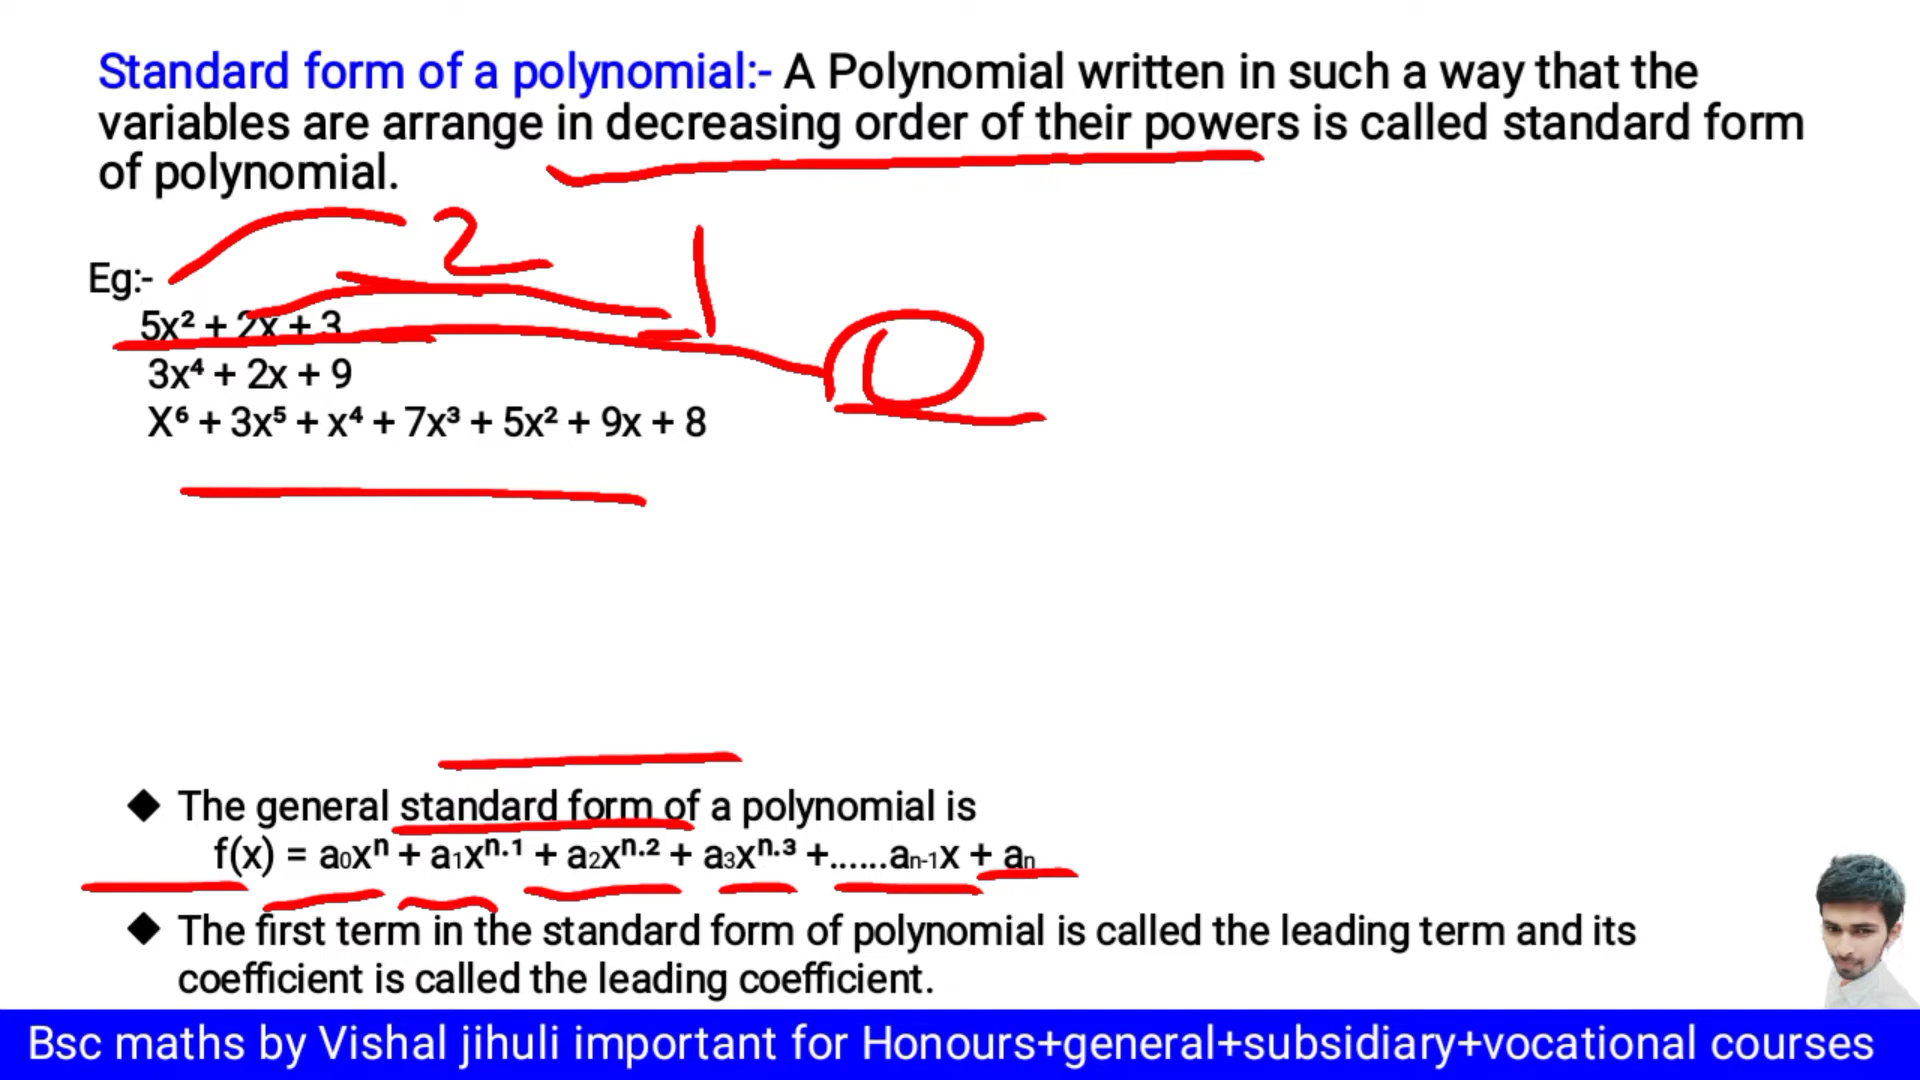 Standard form of a polynomial:- A Polynomial written in such a way that the
variables are arrange in decreasing order of their powers is called standard form
of polynomial.
2
1
Eg:-
5x² + 2x + 3
0
3x⁴ + 2x + 9
X⁶ + 3x⁵ + x⁴ + 7x³ + 5x² + 9x + 8
◆ The general standard form of a polynomial is
f(x) = a₀xⁿ + a₁xⁿ·¹ + a₂xⁿ·² + a₃xⁿ·³ +......aₙ₋₁x + aₙ
◆ The first term in the standard form of polynomial is called the leading term and its
coefficient is called the leading coefficient.
Bsc maths by Vishal jihuli important for Honours+general+subsidiary+vocational courses